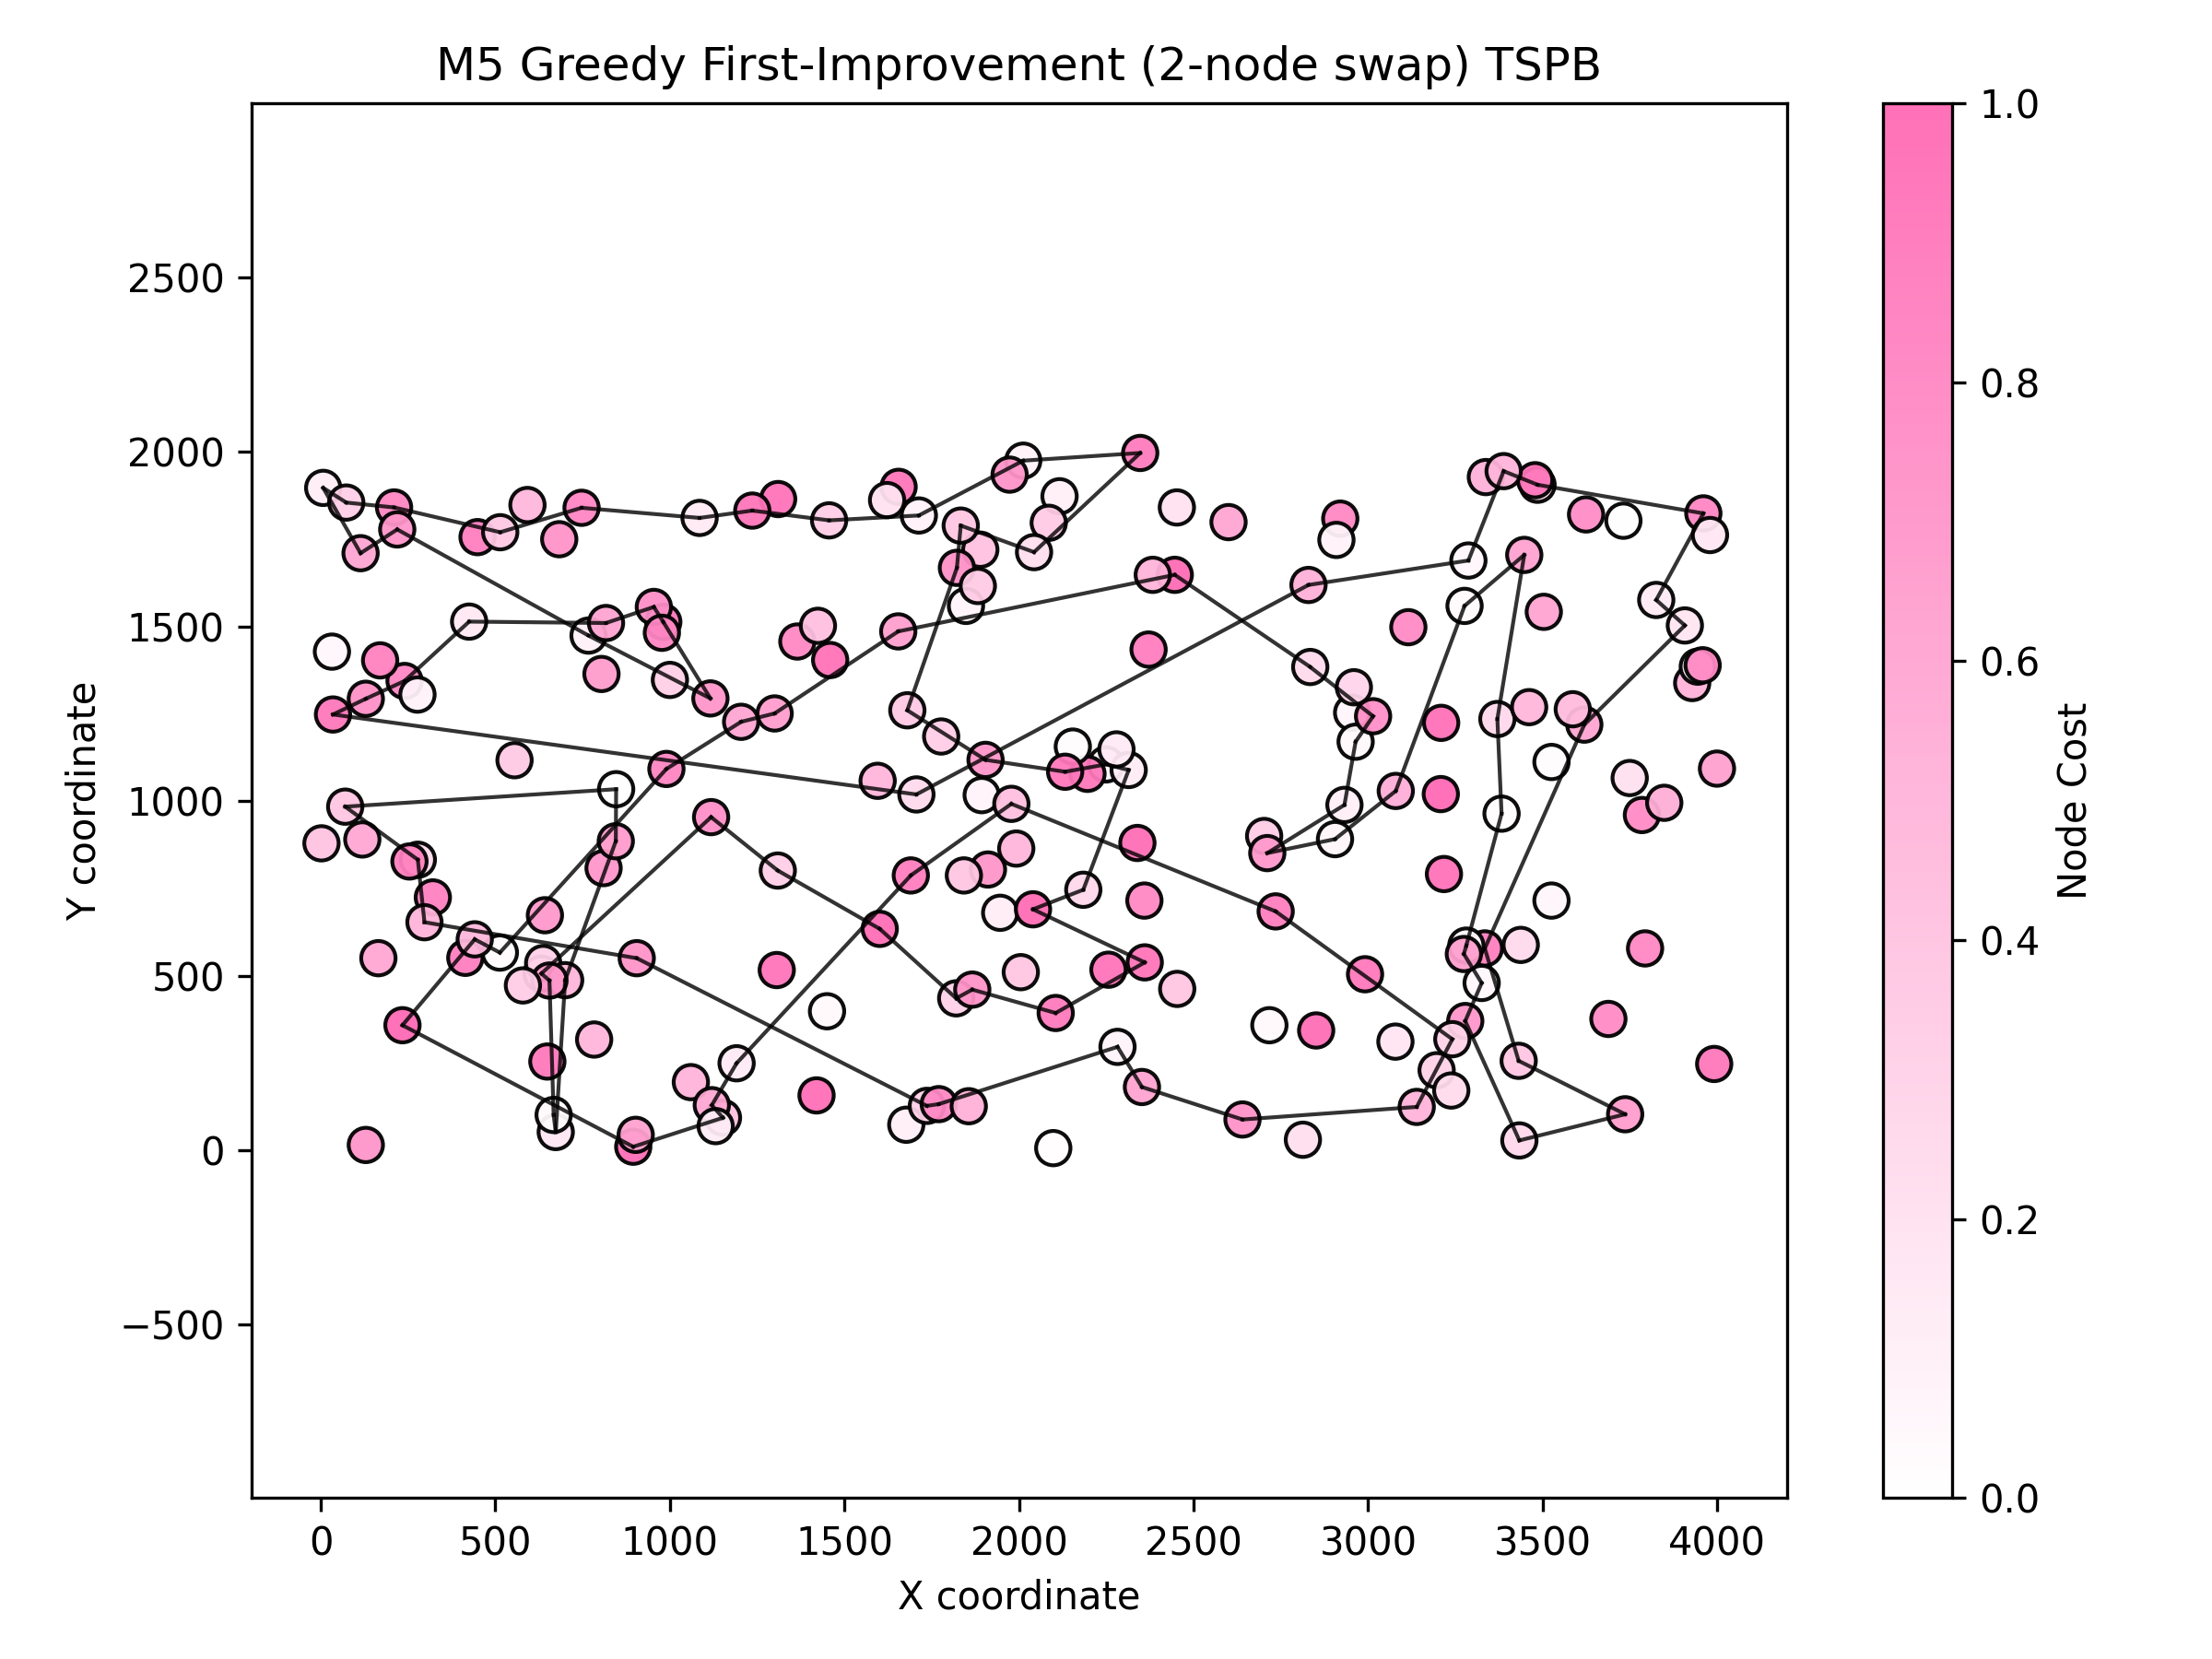 M5 Greedy First-Improvement (2-node swap) TSPB
Y coordinate
2500
2000
1500
1000
500
0
−500
0 500 1000 1500 2000 2500 3000 3500 4000
X coordinate
1.0
0.8
0.6
0.4
0.2
0.0
Node Cost